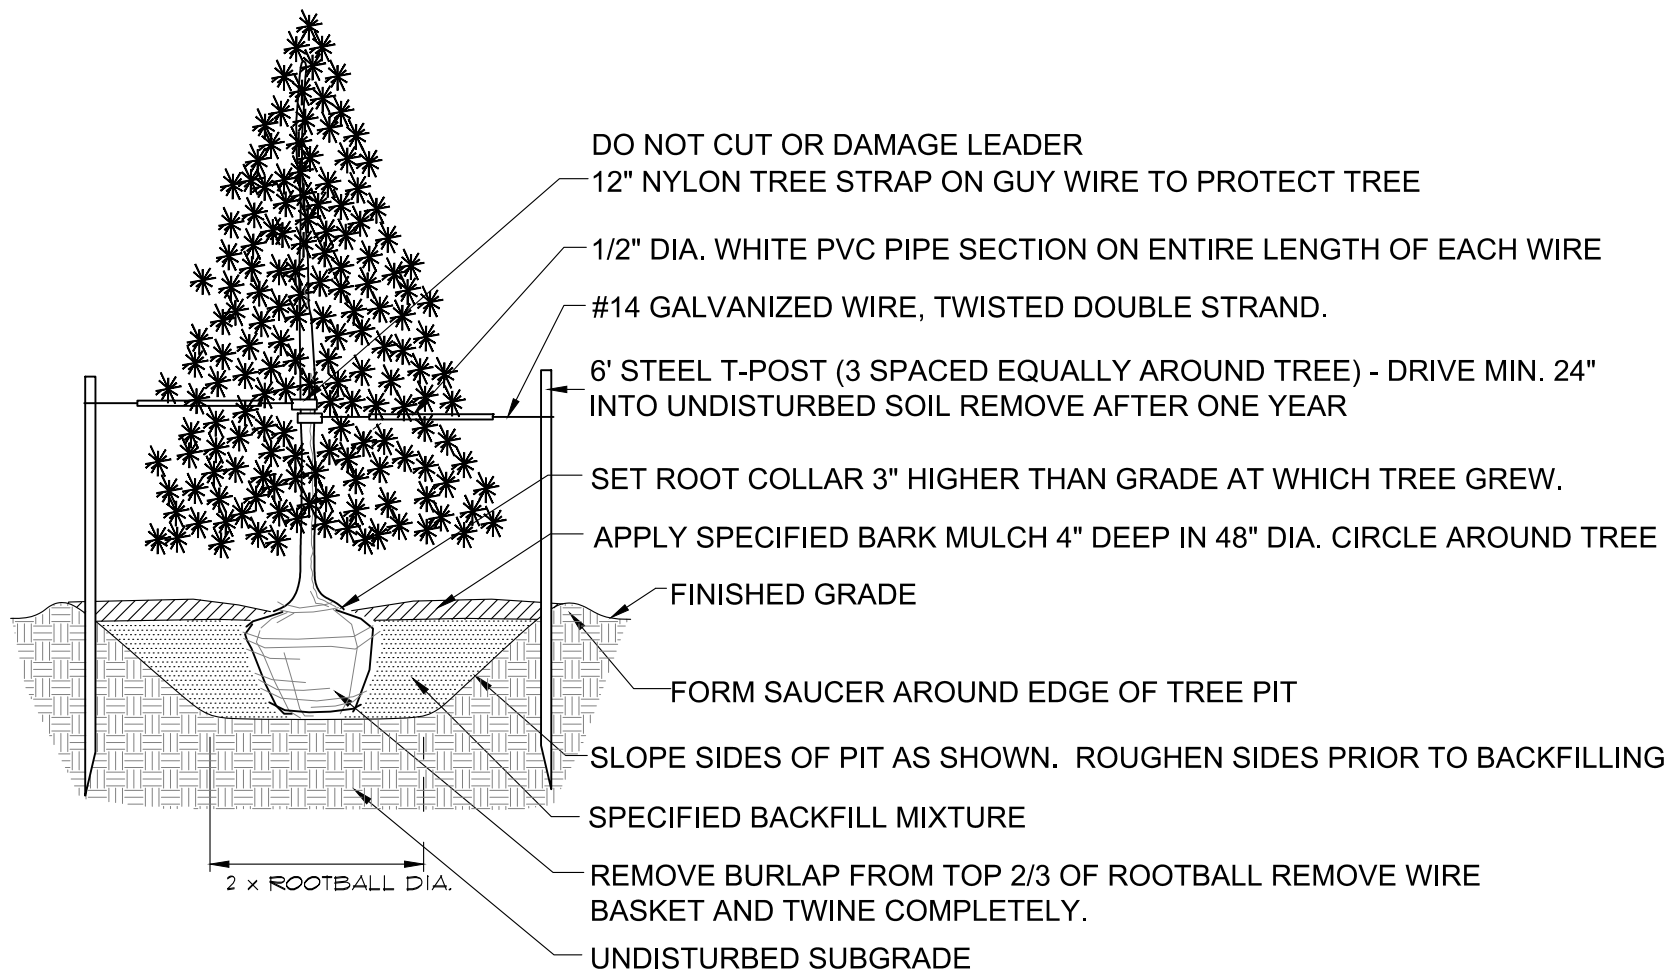 DO NOT CUT OR DAMAGE LEADER
12" NYLON TREE STRAP ON GUY WIRE TO PROTECT TREE
1/2" DIA. WHITE PVC PIPE SECTION ON ENTIRE LENGTH OF EACH WIRE
#14 GALVANIZED WIRE, TWISTED DOUBLE STRAND.
6' STEEL T-POST (3 SPACED EQUALLY AROUND TREE) - DRIVE MIN. 24"
INTO UNDISTURBED SOIL REMOVE AFTER ONE YEAR
SET ROOT COLLAR 3" HIGHER THAN GRADE AT WHICH TREE GREW.
APPLY SPECIFIED BARK MULCH 4" DEEP IN 48" DIA. CIRCLE AROUND TREE
FINISHED GRADE
FORM SAUCER AROUND EDGE OF TREE PIT
SLOPE SIDES OF PIT AS SHOWN. ROUGHEN SIDES PRIOR TO BACKFILLING
SPECIFIED BACKFILL MIXTURE
2 x ROOTBALL DIA.
REMOVE BURLAP FROM TOP 2/3 OF ROOTBALL REMOVE WIRE
BASKET AND TWINE COMPLETELY.
UNDISTURBED SUBGRADE